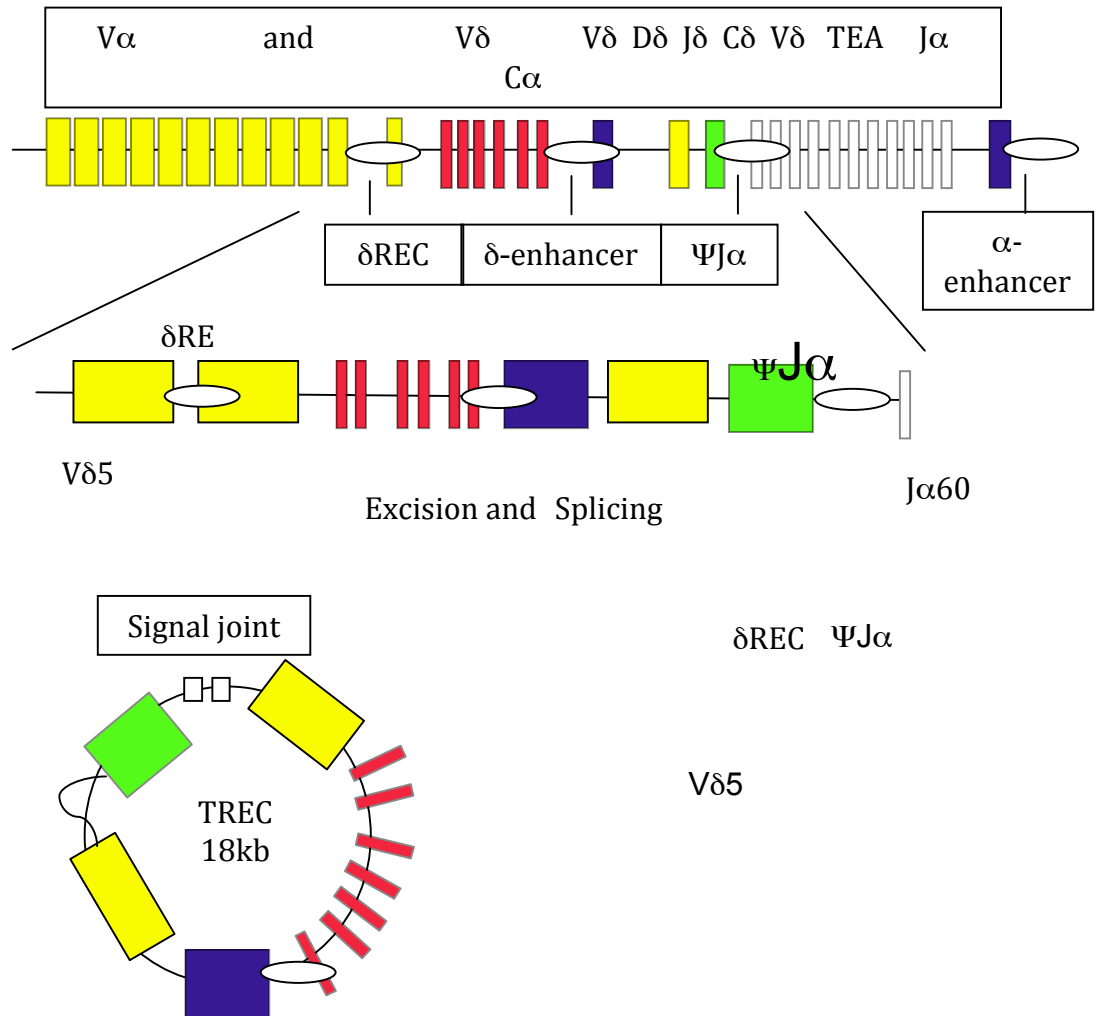 Vα and Vδ Vδ Dδ Jδ Cδ Vδ TEA Jα
Cα
δREC
δ-enhancer
ΨJα
α-
enhancer
δRE
ΨJα
Vδ5
Jα60
Excision and Splicing
Signal joint
δREC ΨJα
TREC
18kb
Vδ5